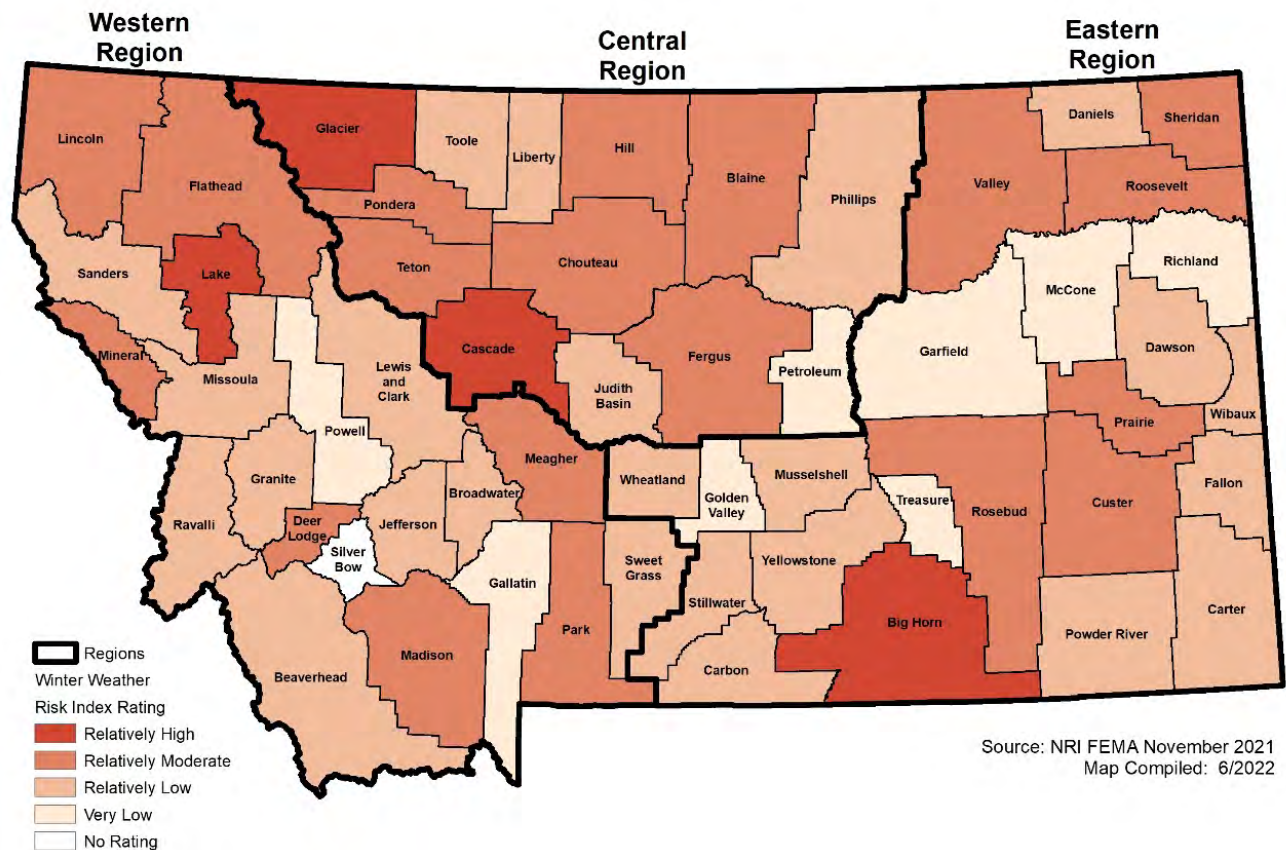 Western
Region
Central
Region
Eastern
Region
Lincoln
Flathead
Glacier
Toole
Liberty
Hill
Blaine
Phillips
Valley
Daniels
Sheridan
Roosevelt
Pondera
Teton
Chouteau
Sanders
Lake
Richland
McCone
Mineral
Missoula
Lewis
and
Clark
Cascade
Judith
Basin
Fergus
Petroleum
Garfield
Dawson
Wibaux
Prairie
Powell
Meagher
Wheatland
Golden
Valley
Musselshell
Treasure
Rosebud
Custer
Fallon
Ravalli
Granite
Deer
Lodge
Silver
Bow
Jefferson
Broadwater
Gallatin
Sweet
Grass
Stillwater
Yellowstone
Big Horn
Powder River
Carter
Beaverhead
Madison
Park
Carbon
Regions
Winter Weather
Risk Index Rating
Relatively High
Relatively Moderate
Relatively Low
Very Low
No Rating
Source: NRI FEMA November 2021
Map Compiled: 6/2022